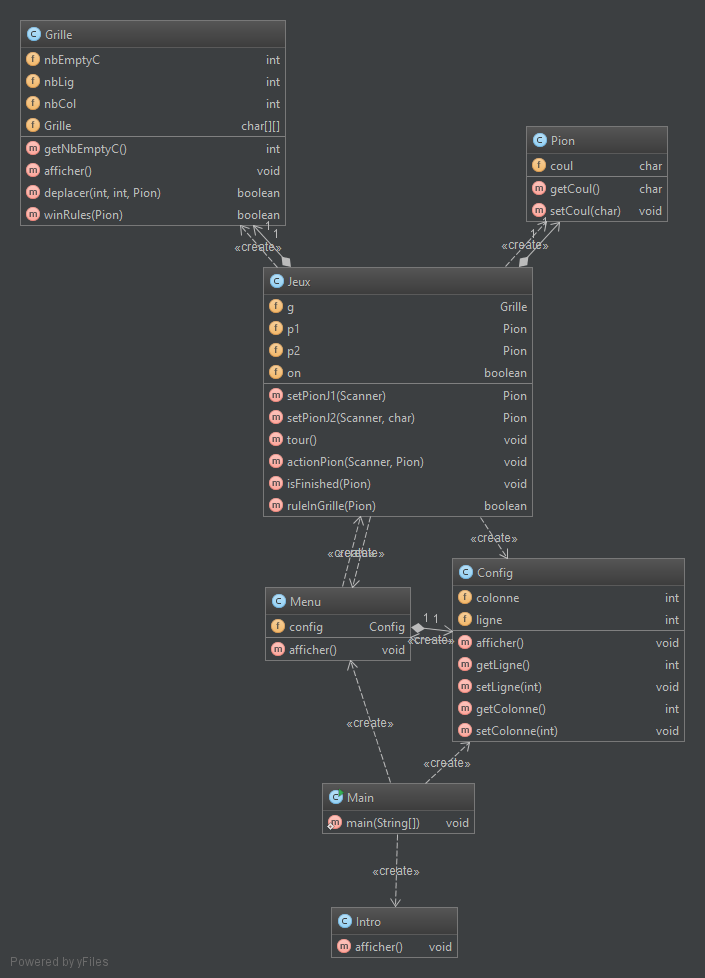 Grille
nbEmptyC int
nbLig int
nbCol int
Grille char[][]
getNbEmptyC() int
afficher() void
deplacer(int, int, Pion) boolean
winRules(Pion) boolean
Pion
coul char
getCoul() char
setCoul(char) void
1
1
«create»
1
1
«create»
Jeux
g Grille
p1 Pion
p2 Pion
on boolean
setPionJ1(Scanner) Pion
setPionJ2(Scanner, char) Pion
tour() void
actionPion(Scanner, Pion) void
isFinished(Pion) void
ruleInGrille(Pion) boolean
«create»
«create»
«create»
Menu
config Config
afficher() void
1 1
«create»
Config
colonne int
ligne int
afficher() void
getLigne() int
setLigne(int) void
getColonne() int
setColonne(int) void
«create»
«create»
Main
main(String[]) void
«create»
Intro
afficher() void
Powered by yFiles